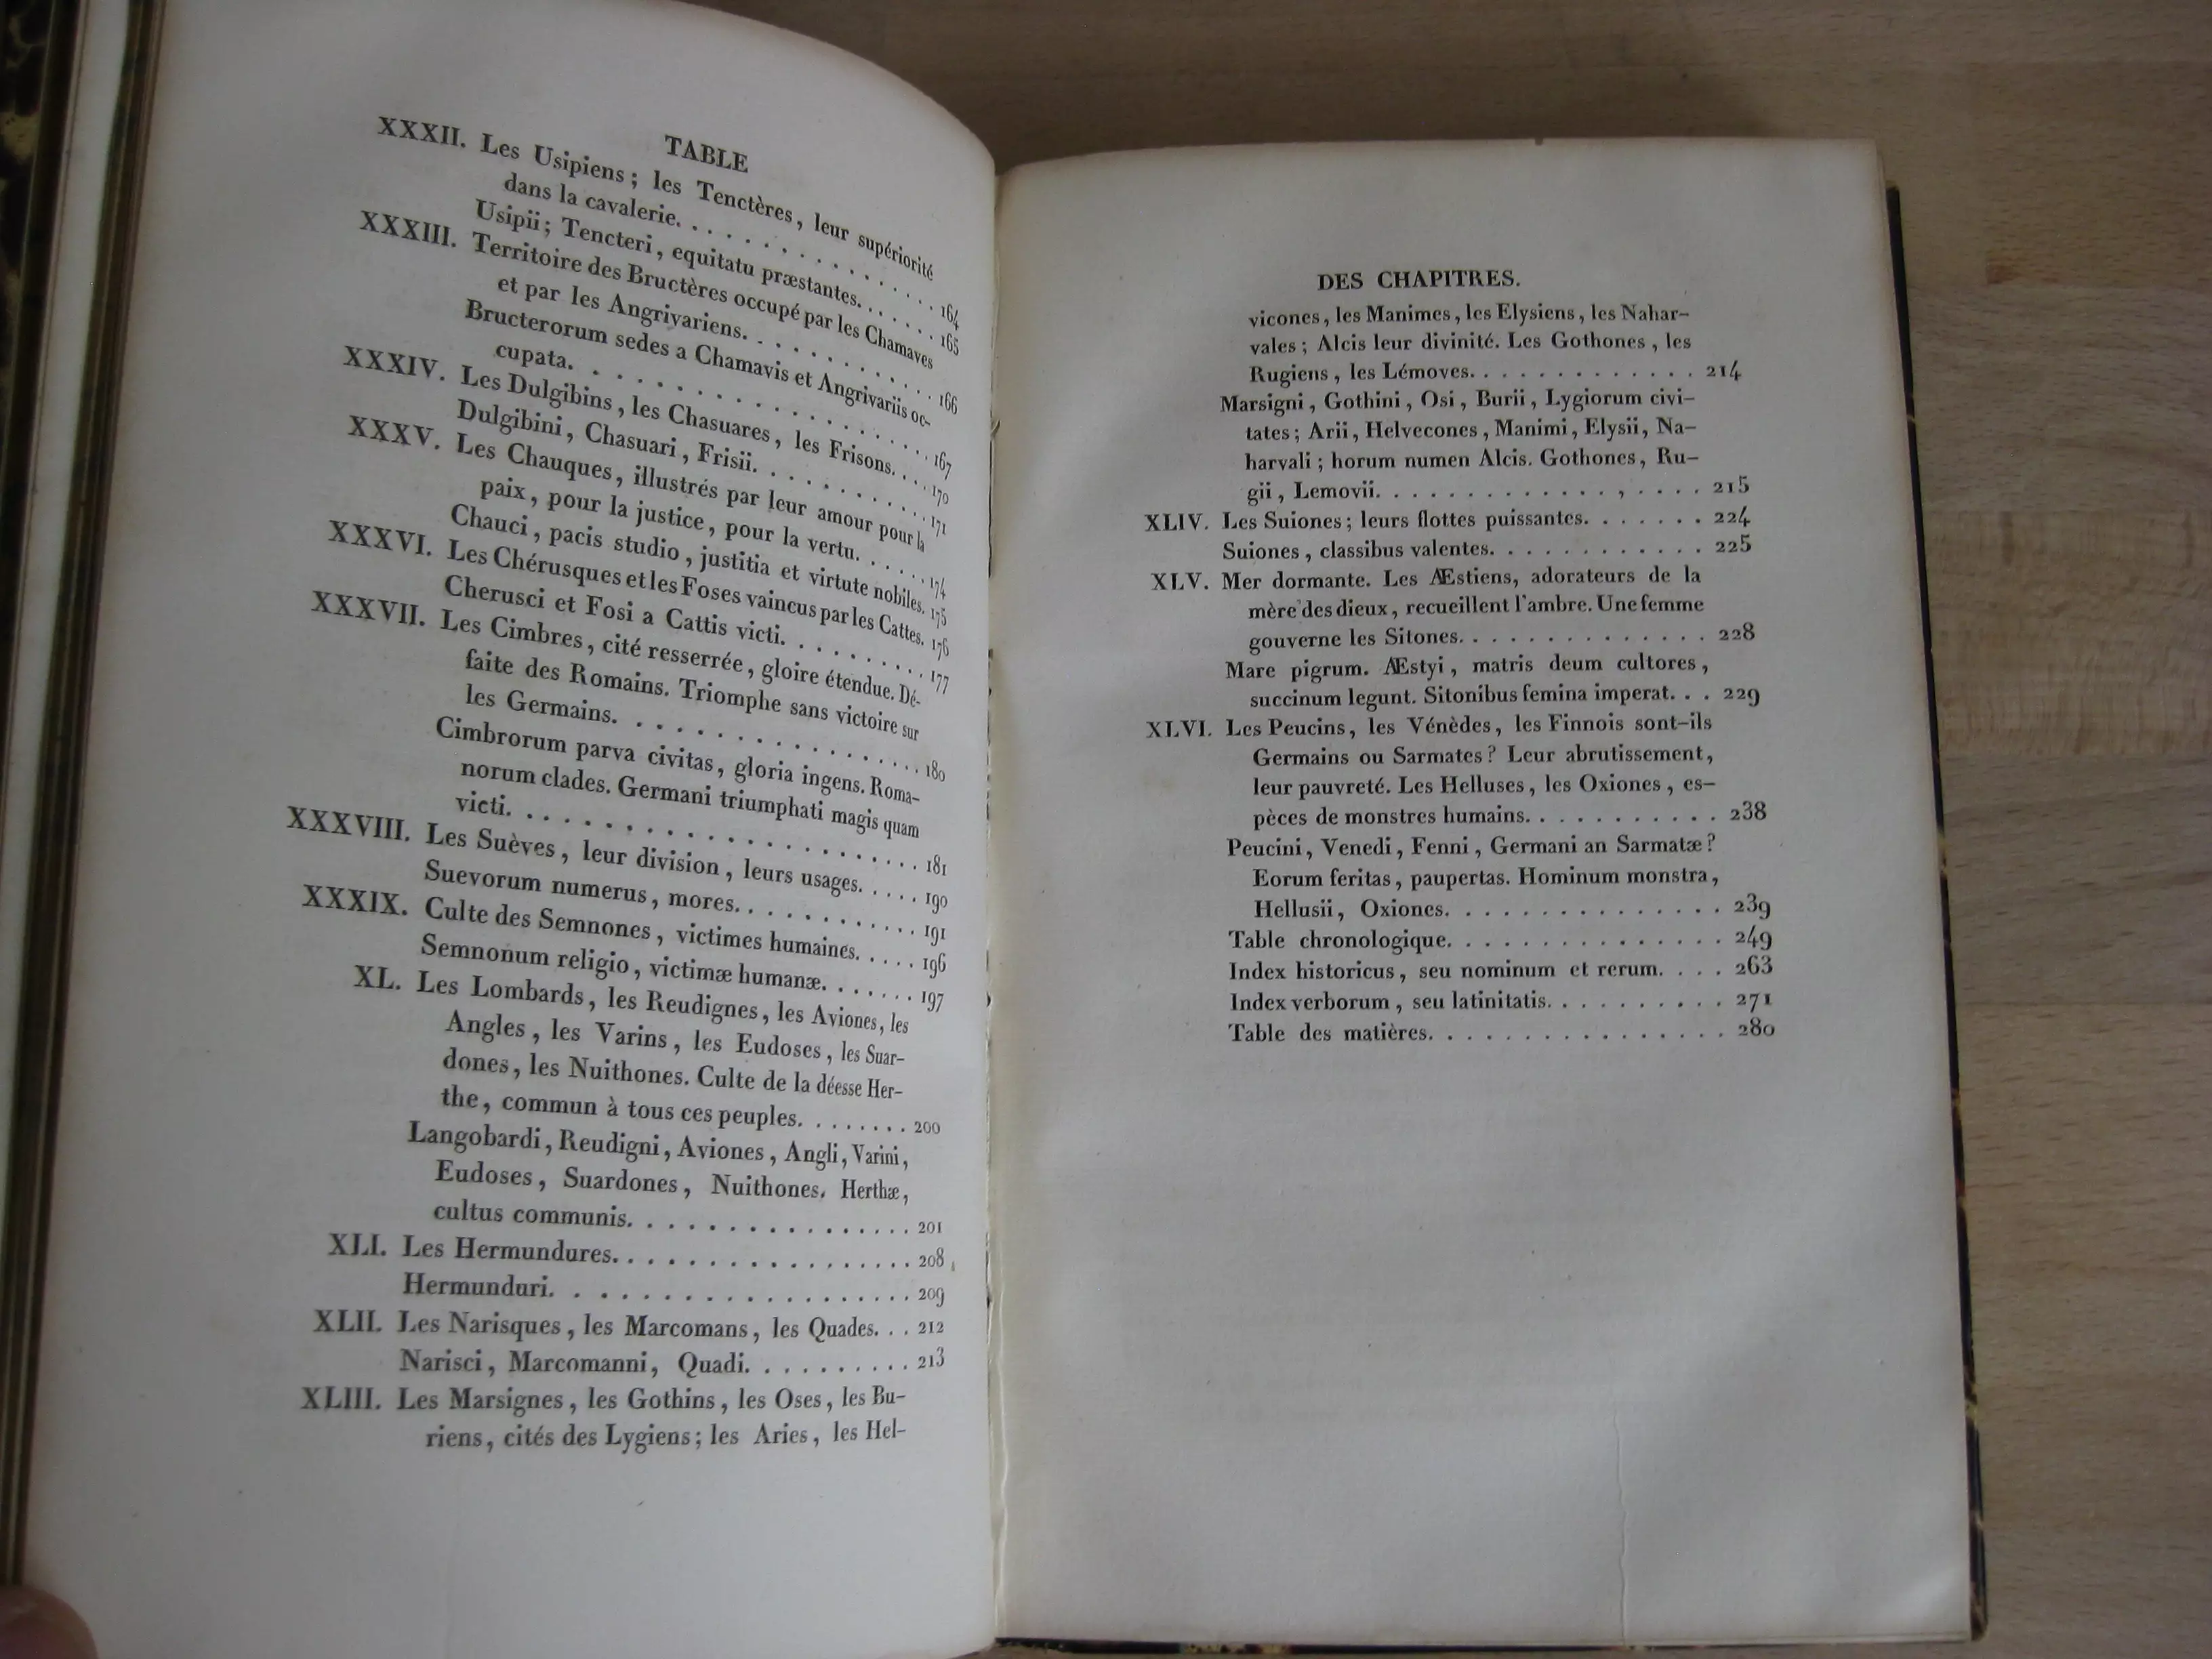 TABLE
XXXII. Les Usipiens; les Tenctères, leur supériorité
dans la cavalerie. . . . . . . . . . . . . . . 164
Usipii; Tencteri, equitatu præstantes. . . . . . . 165
XXXIII. Territoire des Bructères occupé par les Chamaves
et par les Angrivariens. . . . . . . . . . . . 166
Bructerorum sedes a Chamavis et Angrivariis oc-
cupata. . . . . . . . . . . . . . . . . . . 167
XXXIV. Les Dulgibins, les Chasuares, les Frisons. . . . 170
Dulgibini, Chasuari, Frisii. . . . . . . . . . . 171
XXXV. Les Chauques, illustrés par leur amour pour la
paix, pour la justice, pour la vertu. . . . . . 174
Chauci, pacis studio, justitia et virtute nobiles. 175
XXXVI. Les Chérusques et les Foses vaincus par les Cattes. 176
Cherusci et Fosi a Cattis victi. . . . . . . . . . 177
XXXVII. Les Cimbres, cité resserrée, gloire étendue. Dé-
faite des Romains. Triomphe sans victoire sur
les Germains. . . . . . . . . . . . . . . . 180
Cimbrorum parva civitas, gloria ingens. Roma-
norum clades. Germani triumphati magis quam
victi. . . . . . . . . . . . . . . . . . . . . 181
XXXVIII. Les Suèves, leur division, leurs usages. . . . . 190
Suevorum numerus, mores. . . . . . . . . . . . 191
XXXIX. Culte des Semnones, victimes humaines. . . . . 196
Semnonum religio, victimæ humanæ. . . . . . . 197
XL. Les Lombards, les Reudignes, les Aviones, les
Angles, les Varins, les Eudoses, les Suar-
dones, les Nuithones. Culte de la déesse Her-
the, commun à tous ces peuples. . . . . . . . 200
Langobardi, Reudigni, Aviones, Angli, Varini,
Eudoses, Suardones, Nuithones. Herthæ,
cultus communis. . . . . . . . . . . . . . . 201
XLI. Les Hermundures. . . . . . . . . . . . . . . . 208
Hermunduri. . . . . . . . . . . . . . . . . . . 209
XLII. Les Narisques, les Marcomans, les Quades. . . 212
Narisci, Marcomanni, Quadi. . . . . . . . . . 213
XLIII. Les Marsignes, les Gothins, les Oses, les Bu-
riens, cités des Lygiens; les Aries, les Hel-
DES CHAPITRES.
vicones, les Manimes, les Elysiens, les Nahar-
vales; Alcis leur divinité. Les Gothones, les
Rugiens, les Lémoves. . . . . . . . . . . . . 214
Marsigni, Gothini, Osi, Burii, Lygiorum civi-
tates; Arii, Helvecones, Manimi, Elysii, Na-
harvali; horum numen Alcis. Gothones, Ru-
gii, Lemovii. . . . . . . . . . . . . , . . . . 215
XLIV. Les Suiones; leurs flottes puissantes. . . . . . . 224
Suiones, classibus valentes. . . . . . . . . . . . 225
XLV. Mer dormante. Les Æstiens, adorateurs de la
mère des dieux, recueillent l'ambre. Une femme
gouverne les Sitones. . . . . . . . . . . . . . 228
Mare pigrum. Æstyi, matris deum cultores,
succinum legunt. Sitonibus femina imperat. . . 229
XLVI. Les Peucins, les Vénèdes, les Finnois sont-ils
Germains ou Sarmates? Leur abrutissement,
leur pauvreté. Les Helluses, les Oxiones, es-
pèces de monstres humains. . . . . . . . . . . 238
Peucini, Venedi, Fenni, Germani an Sarmatæ?
Eorum feritas, paupertas. Hominum monstra,
Hellusii, Oxiones. . . . . . . . . . . . . . . 239
Table chronologique. . . . . . . . . . . . . . . 249
Index historicus, seu nominum et rerum. . . . 263
Index verborum, seu latinitatis. . . . . . . . . . 271
Table des matières. . . . . . . . . . . . . . . . 280